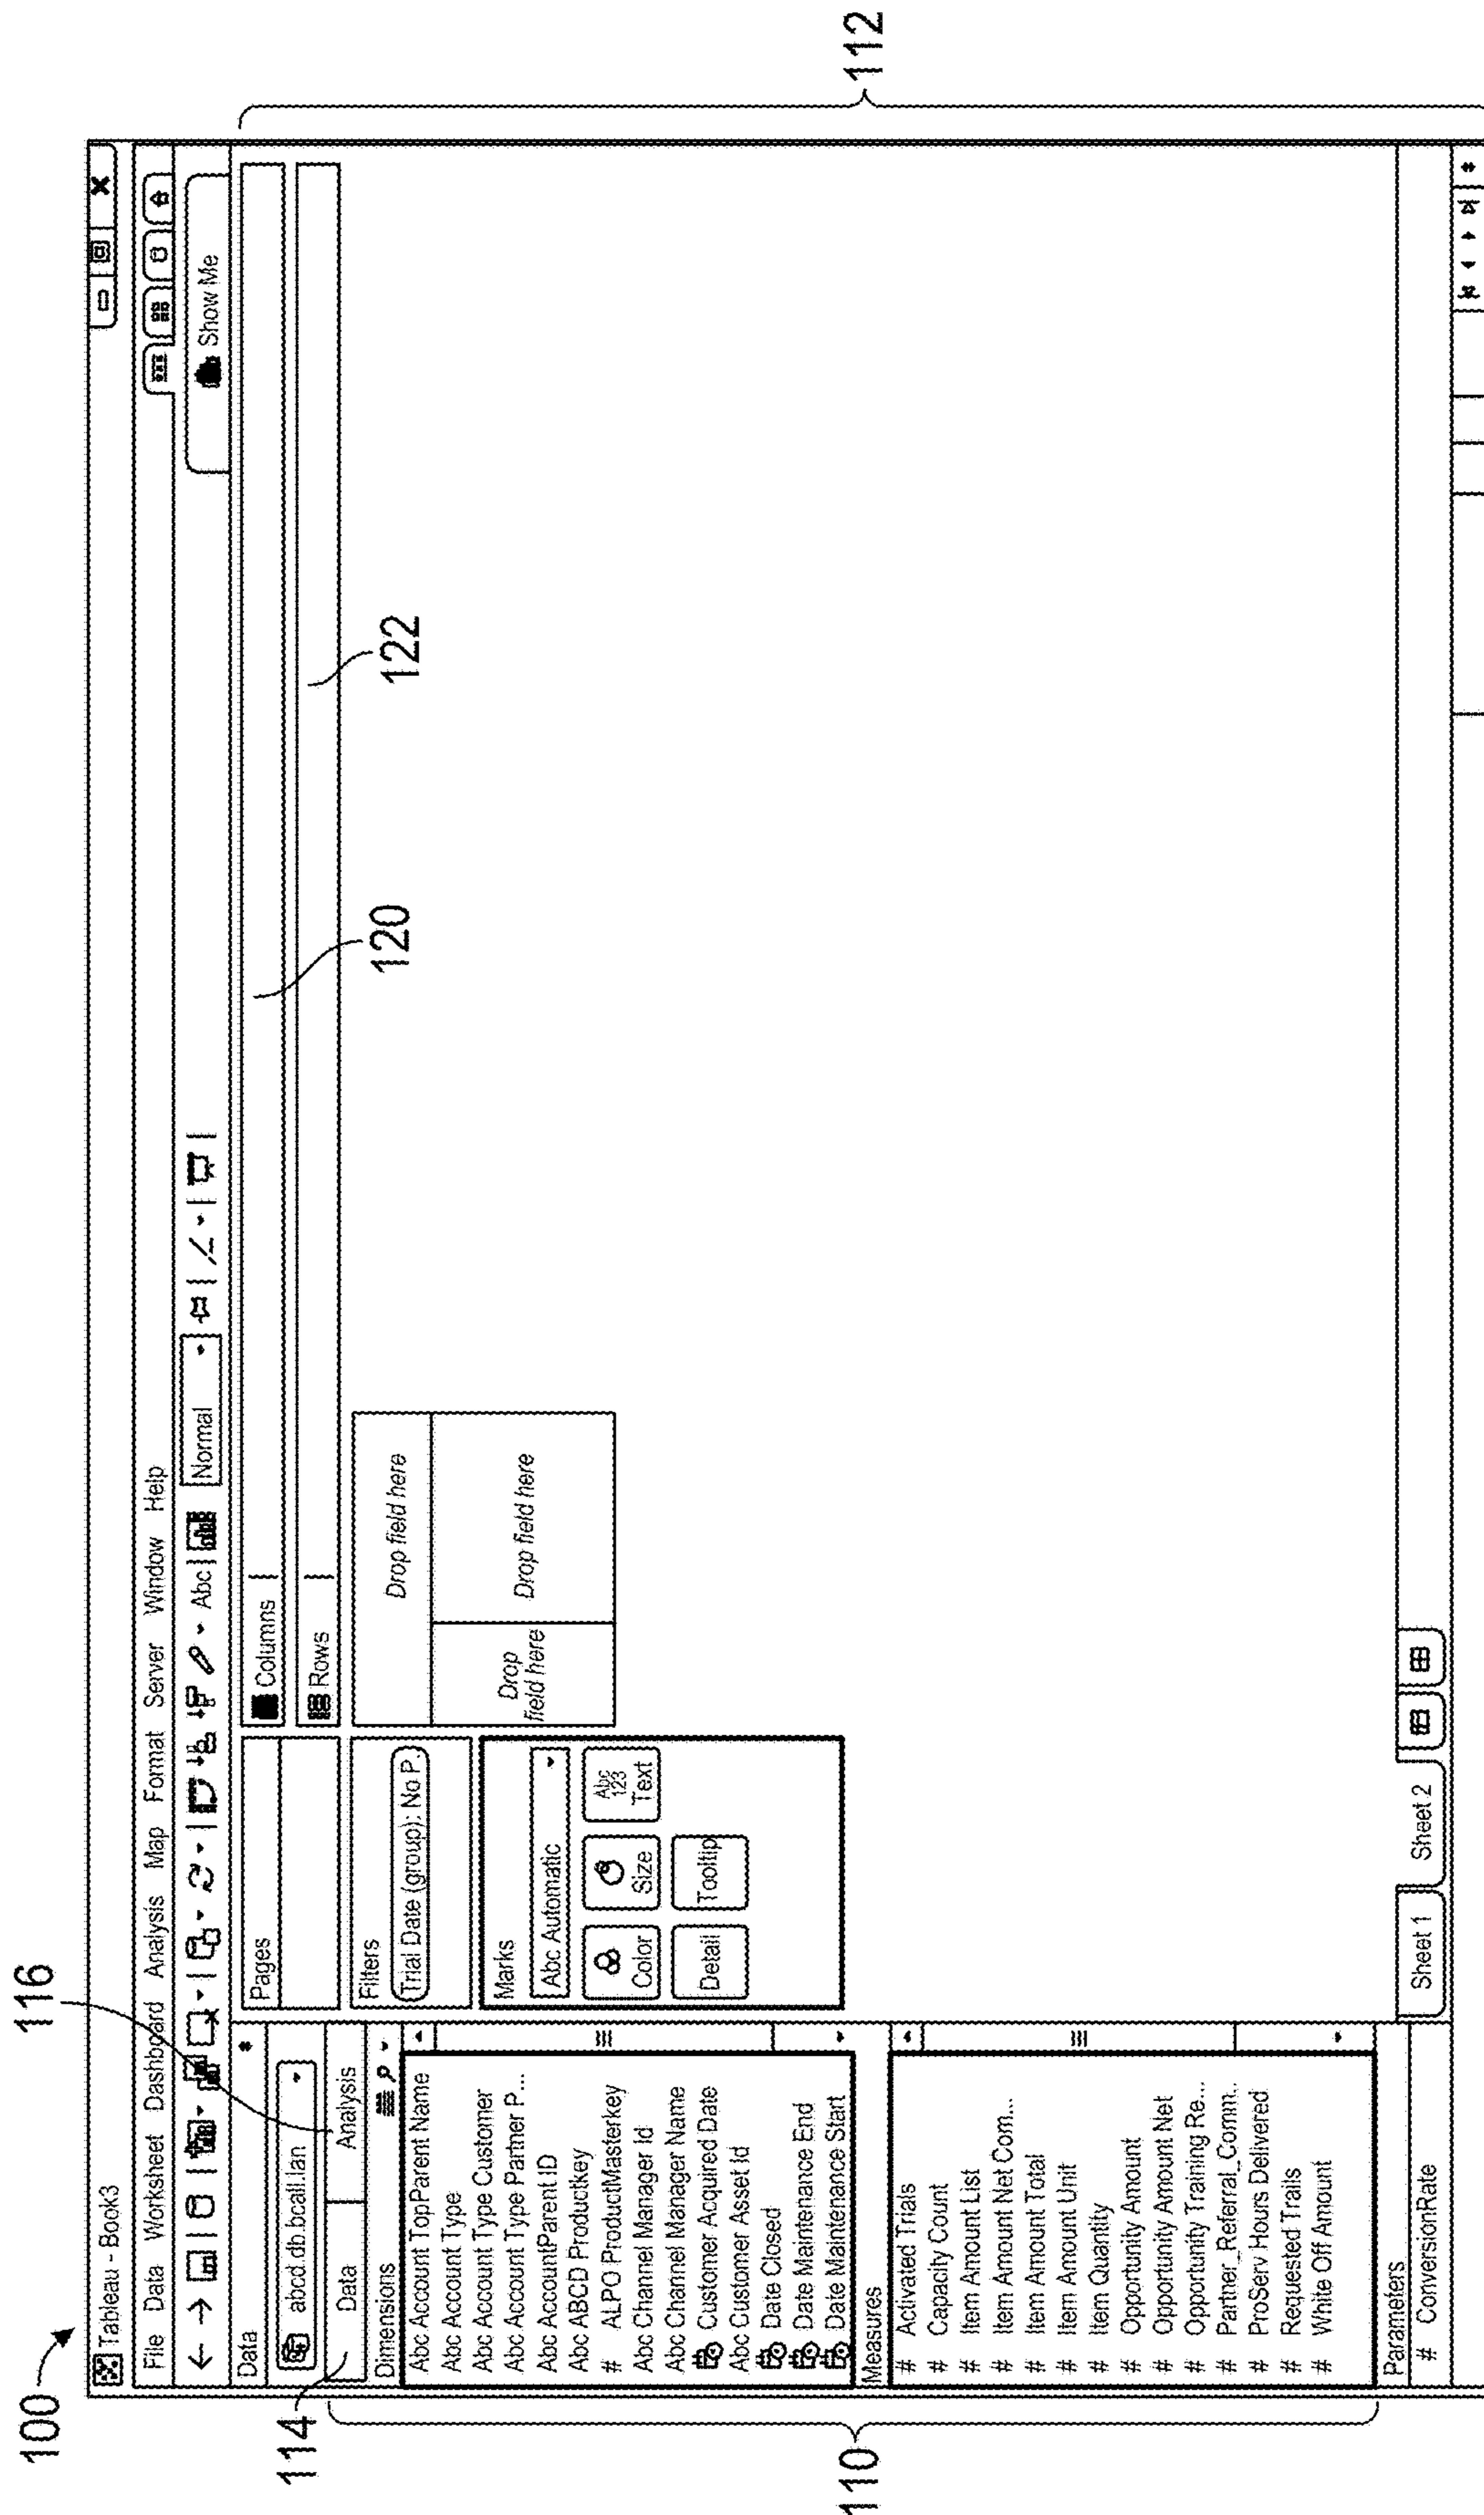 100
116
Tableau - Book3
File Data Worksheet Dashboard Analysis Map Format Server Window Help
Abc
Normal
Show Me
Data
abcd.db.bcall.lan
114
Data
Analysis
Dimensions
Abc Account TopParent Name
Abc Account Type
Abc Account Type Customer
Abc Account Type Partner P...
Abc AccountParent ID
Abc ABCD Productkey
# ALPO ProductMasterkey
Abc Channel Manager Id
Abc Channel Manager Name
Customer Acquired Date
Abc Customer Asset Id
Date Closed
Date Maintenance End
Date Maintenance Start
110
Measures
# Activated Trials
# Capacity Count
# Item Amount List
# Item Amount Net Com...
# Item Amount Total
# Item Amount Unit
# Item Quantity
# Opportunity Amount
# Opportunity Amount Net
# Opportunity Training Re...
# Partner_Referral_Comm..
# ProServ Hours Delivered
# Requested Trails
# White Off Amount
Parameters
# ConversionRate
Pages
Filters
Trial Date (group): No P
Marks
Abc Automatic
Color
Size
Abc
123
Text
Detail
Tooltip
Columns
Rows
120
122
Drop field here
Drop
field here
Drop field here
112
Sheet 1
Sheet 2